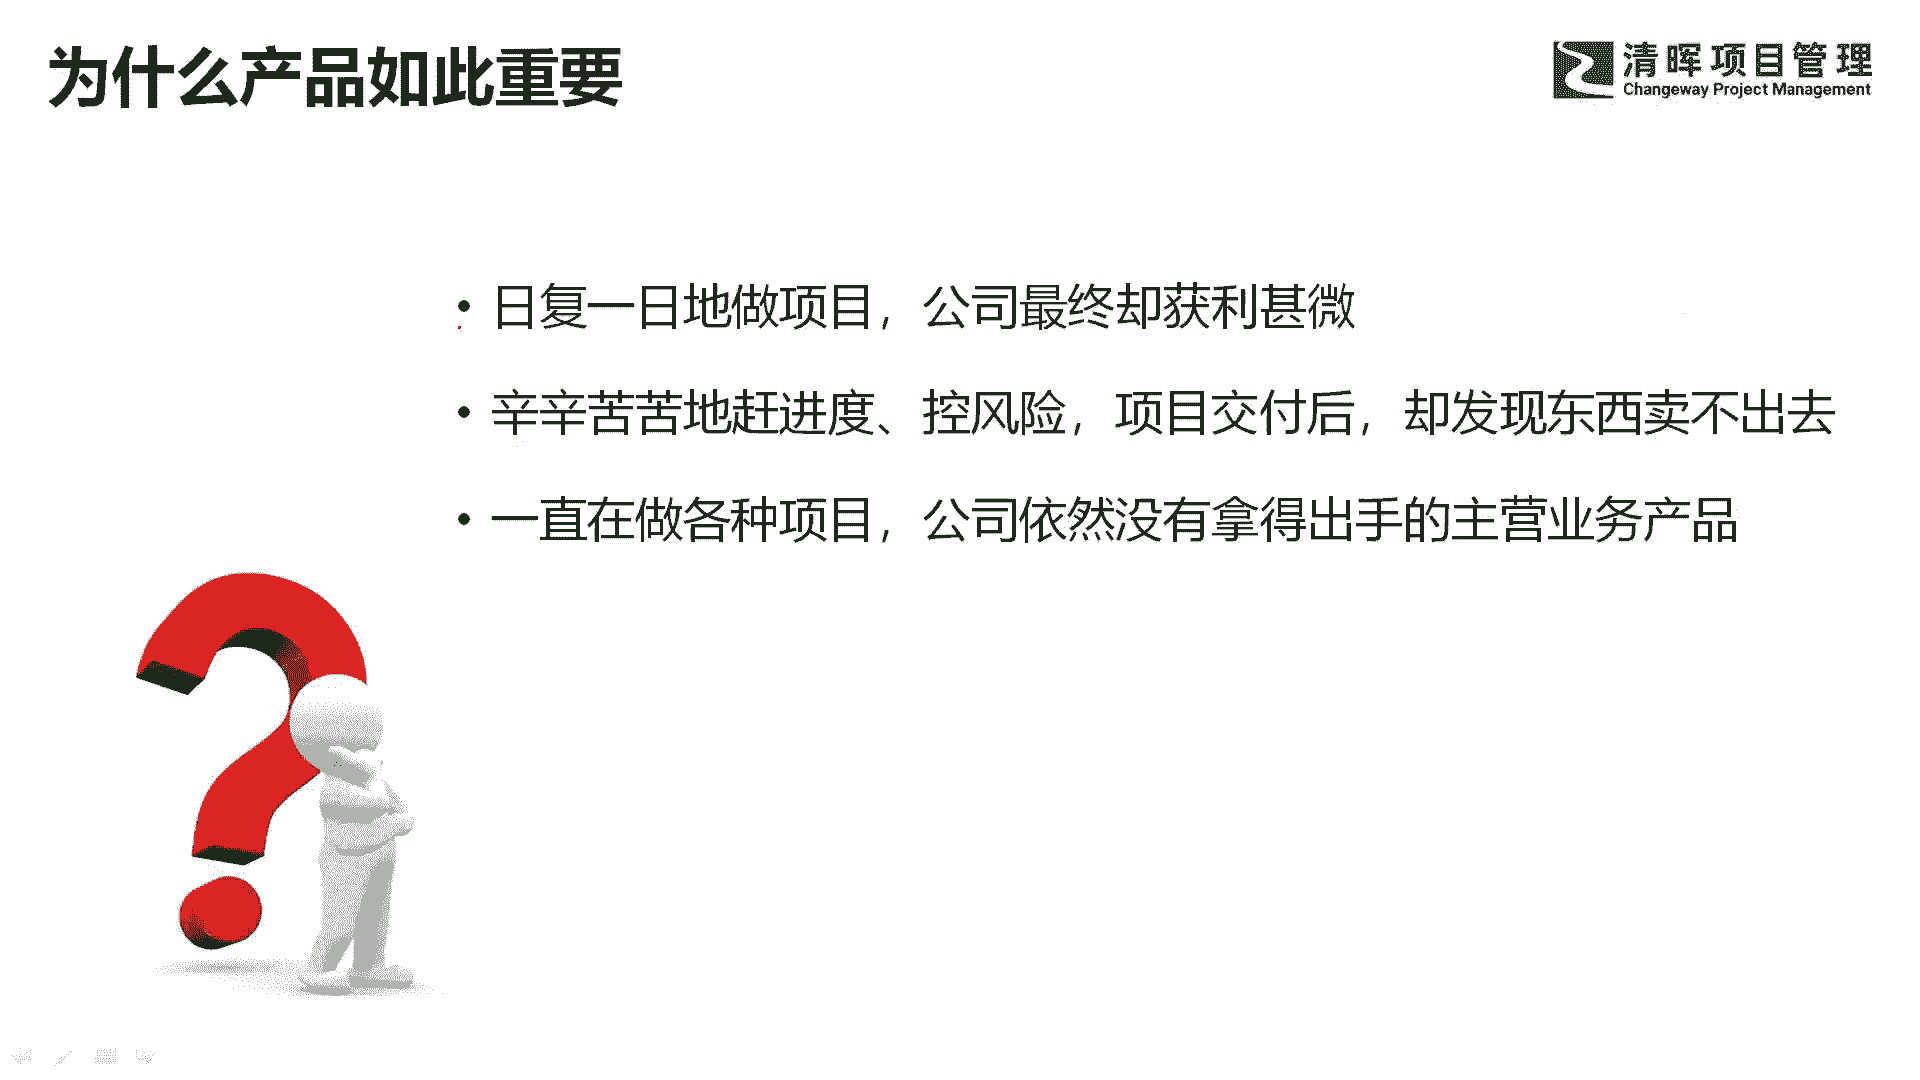 为什么产品如此重要
清晖项目管理
Changeway Project Management
• 日复一日地做项目，公司最终却获利甚微
• 辛辛苦苦地赶进度、控风险，项目交付后，却发现东西卖不出去
• 一直在做各种项目，公司依然没有拿得出手的主营业务产品